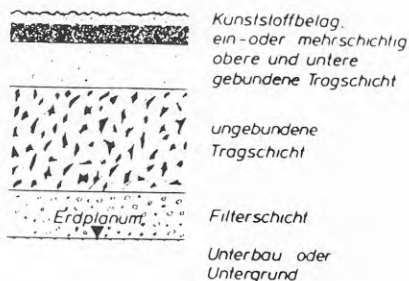 Kunststoffbelag.
ein-oder mehrschichtig
obere und untere
gebundene Tragschicht
ungebundene
Tragschicht
Erdplanum
Filterschicht
Unterbau oder
Untergrund